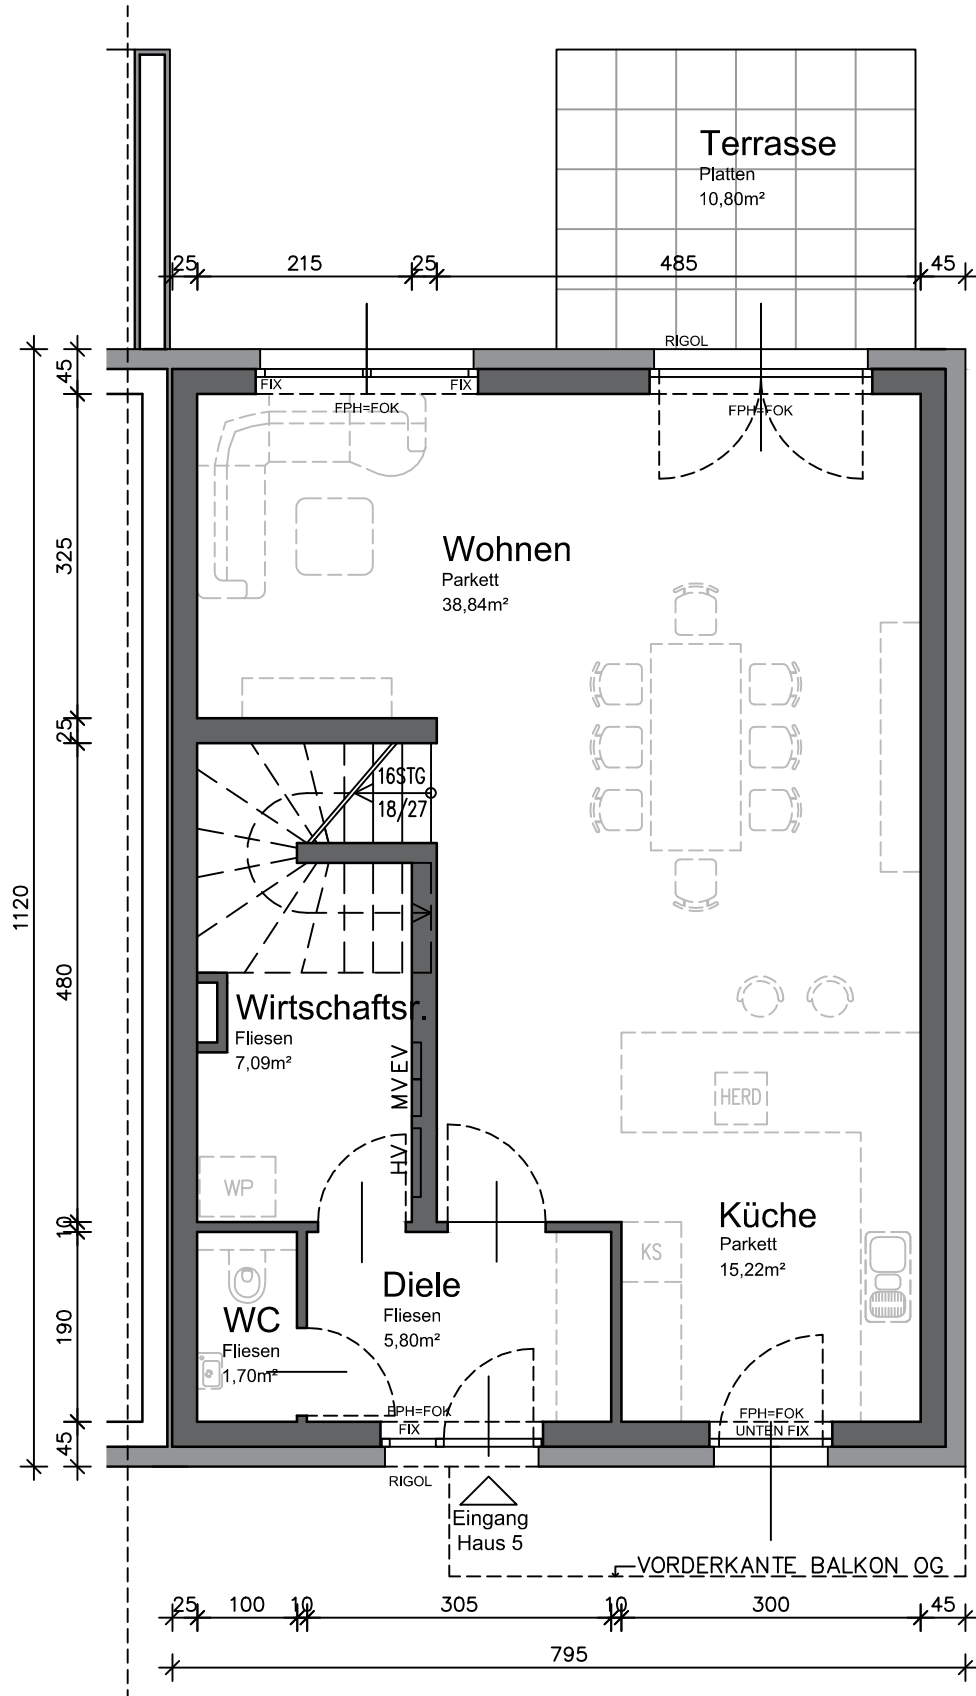 Terrasse
Platten
10,80m²
25
215
25
485
45
RIGOL
45
FIX
FIX
FPH=FOK
FPH=FOK
325
Wohnen
Parkett
38,84m²
25
16STG
18/27
1120
480
Wirtschaftsr.
Fliesen
7,09m²
MV EV
HERD
HV
WP
10
Küche
Parkett
15,22m²
KS
Diele
Fliesen
5,80m²
WC
Fliesen
1,70m²
190
FPH=FOK
FIX
FPH=FOK
UNTEN FIX
45
RIGOL
Eingang
Haus 5
VORDERKANTE BALKON OG
25
100
10
305
10
300
45
795